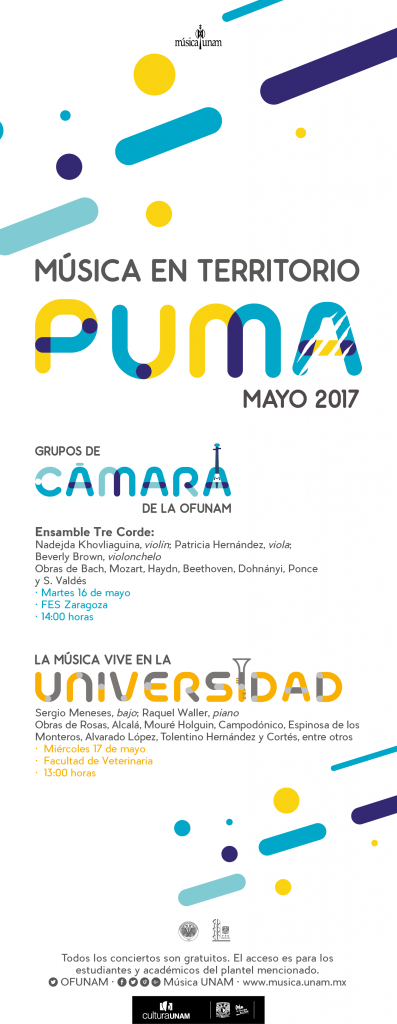 música unam
MÚSICA EN TERRITORIO
PUMA
MAYO 2017
GRUPOS DE
CÁMARA
DE LA OFUNAM
Ensamble Tre Corde:
Nadejda Khovliaguina, violín; Patricia Hernández, viola;
Beverly Brown, violonchelo
Obras de Bach, Mozart, Haydn, Beethoven, Dohnányi, Ponce
y S. Valdés
· Martes 16 de mayo
· FES Zaragoza
· 14:00 horas
LA MÚSICA VIVE EN LA
UNIVERSIDAD
Sergio Meneses, bajo; Raquel Waller, piano
Obras de Rosas, Alcalá, Mouré Holguin, Campodónico, Espinosa de los
Monteros, Alvarado López, Tolentino Hernández y Cortés, entre otros
· Miércoles 17 de mayo
· Facultad de Veterinaria
· 13:00 horas
Todos los conciertos son gratuitos. El acceso es para los
estudiantes y académicos del plantel mencionado.
OFUNAM · Música UNAM · www.musica.unam.mx
culturaUNAM